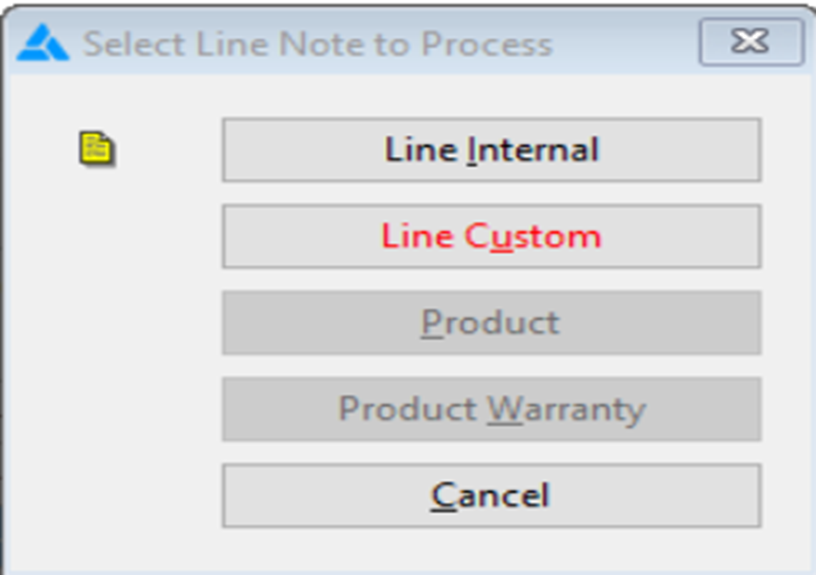 Select Line Note to Process
Line Internal
Line Custom
Product
Product Warranty
Cancel